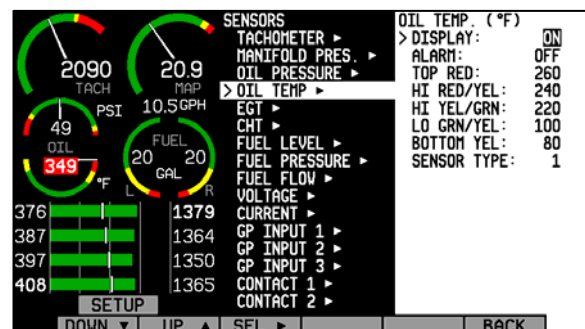 2090
TACH
20.9
MAP
PSI
10.5 GPH
49
OIL
349
°F
FUEL
20 20
GAL
L R
376 1379
387 1364
397 1350
408 1365
SETUP
SENSORS
TACHOMETER ►
MANIFOLD PRES. ►
OIL PRESSURE ►
>OIL TEMP ►
EGT ►
CHT ►
FUEL LEVEL ►
FUEL PRESSURE ►
FUEL FLOW ►
VOLTAGE ►
CURRENT ►
GP INPUT 1 ►
GP INPUT 2 ►
GP INPUT 3 ►
CONTACT 1 ►
CONTACT 2 ►
OIL TEMP. (°F)
>DISPLAY: ON
ALARM: OFF
TOP RED: 260
HI RED/YEL: 240
HI YEL/GRN: 220
LO GRN/YEL: 100
BOTTOM YEL: 80
SENSOR TYPE: 1
DOWN ▼ UP ▲ SEL ► BACK